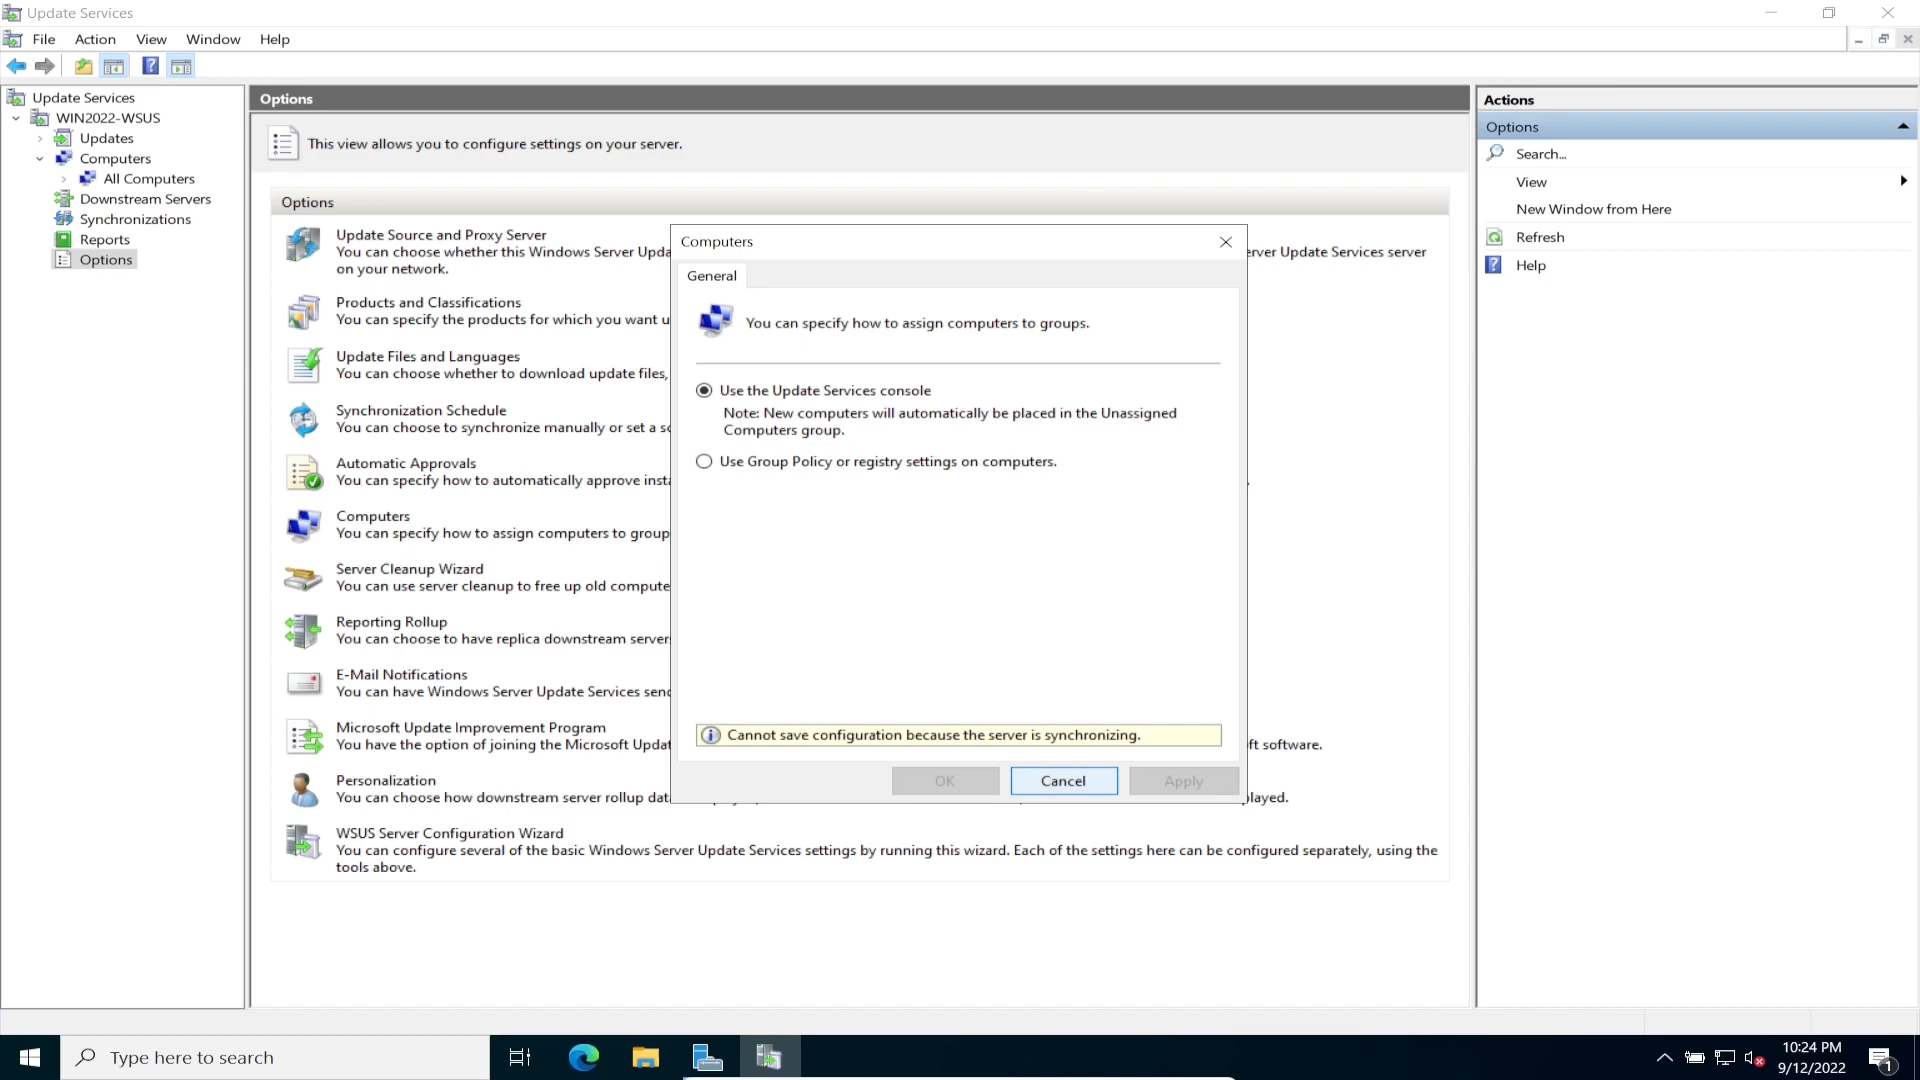 Update Services
File Action View Window Help
Update Services
WIN2022-WSUS
Updates
Computers
All Computers
Downstream Servers
Synchronizations
Reports
Options
Options
This view allows you to configure settings on your server.
Options
Update Source and Proxy Server
You can choose whether this Windows Server Upda
erver Update Services server
on your network.
Products and Classifications
You can specify the products for which you want u
Update Files and Languages
You can choose whether to download update files,
Synchronization Schedule
You can choose to synchronize manually or set a sc
Automatic Approvals
You can specify how to automatically approve insta
Computers
You can specify how to assign computers to group
Server Cleanup Wizard
You can use server cleanup to free up old compute
Reporting Rollup
You can choose to have replica downstream server
E-Mail Notifications
You can have Windows Server Update Services send
Microsoft Update Improvement Program
You have the option of joining the Microsoft Updat
ft software.
Personalization
You can choose how downstream server rollup data
played.
WSUS Server Configuration Wizard
You can configure several of the basic Windows Server Update Services settings by running this wizard. Each of the settings here can be configured separately, using the
tools above.
Computers
General
You can specify how to assign computers to groups.
Use the Update Services console
Note: New computers will automatically be placed in the Unassigned
Computers group.
Use Group Policy or registry settings on computers.
Cannot save configuration because the server is synchronizing.
OK Cancel Apply
Actions
Options
Search...
View
New Window from Here
Refresh
Help
Type here to search
10:24 PM
9/12/2022
1